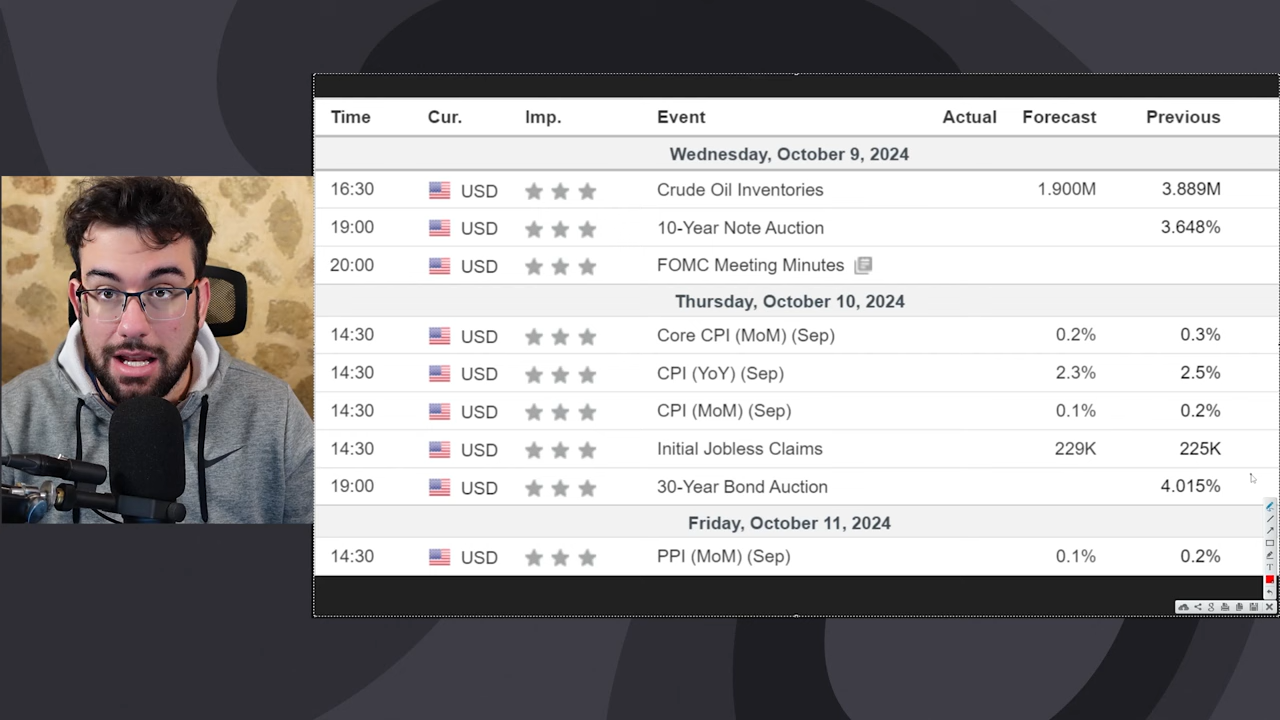 Time Cur. Imp. Event Actual Forecast Previous
Wednesday, October 9, 2024
16:30 USD Crude Oil Inventories 1.900M 3.889M
19:00 USD 10-Year Note Auction 3.648%
20:00 USD FOMC Meeting Minutes
Thursday, October 10, 2024
14:30 USD Core CPI (MoM) (Sep) 0.2% 0.3%
14:30 USD CPI (YoY) (Sep) 2.3% 2.5%
14:30 USD CPI (MoM) (Sep) 0.1% 0.2%
14:30 USD Initial Jobless Claims 229K 225K
19:00 USD 30-Year Bond Auction 4.015%
Friday, October 11, 2024
14:30 USD PPI (MoM) (Sep) 0.1% 0.2%